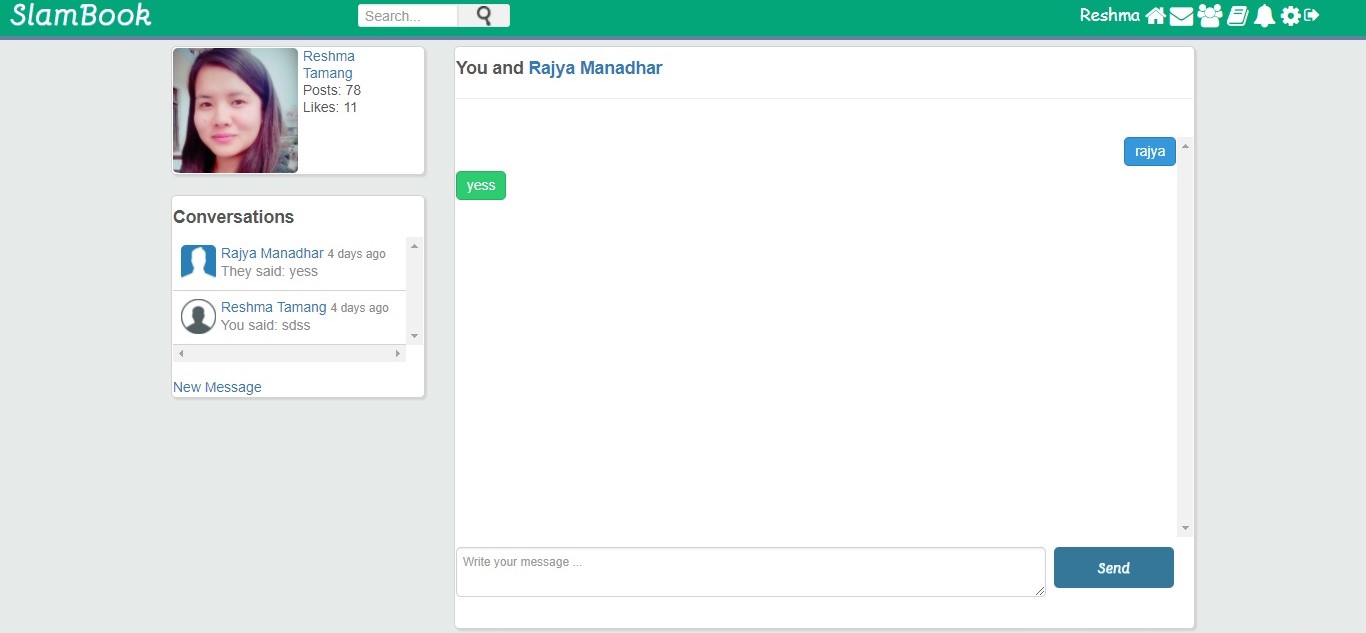 SlamBook
Search...
Reshma
Reshma
Tamang
Posts: 78
Likes: 11
Conversations
Rajya Manadhar 4 days ago
They said: yess
Reshma Tamang 4 days ago
You said: sdss
New Message
You and Rajya Manadhar
rajya
yess
Write your message ...
Send